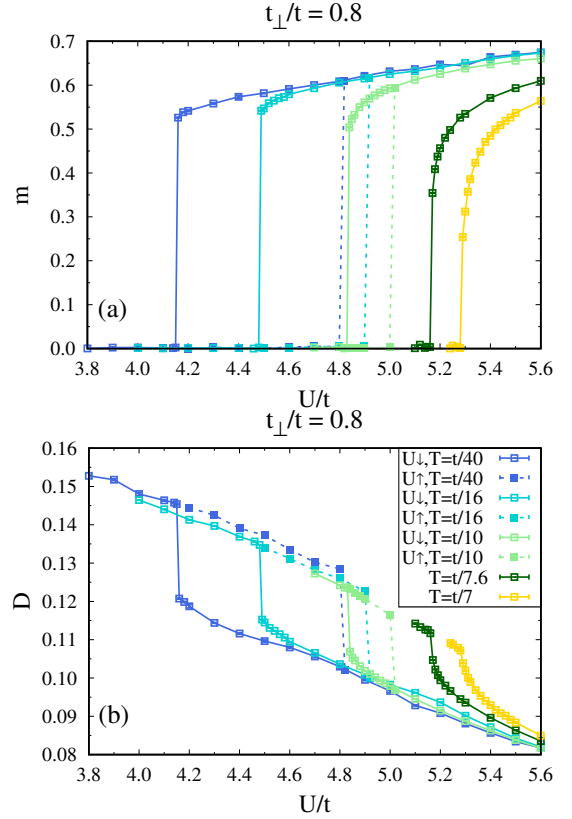 t⊥/t = 0.8
0.7
0.6
0.5
0.4
0.3
0.2
0.1
0.0
m
(a)
3.8 4.0 4.2 4.4 4.6 4.8 5.0 5.2 5.4 5.6
U/t
t⊥/t = 0.8
0.16
0.15
0.14
0.13
0.12
0.11
0.10
0.09
0.08
D
U↓,T=t/40
U↑,T=t/40
U↓,T=t/16
U↑,T=t/16
U↓,T=t/10
U↑,T=t/10
T=t/7.6
T=t/7
(b)
3.8 4.0 4.2 4.4 4.6 4.8 5.0 5.2 5.4 5.6
U/t